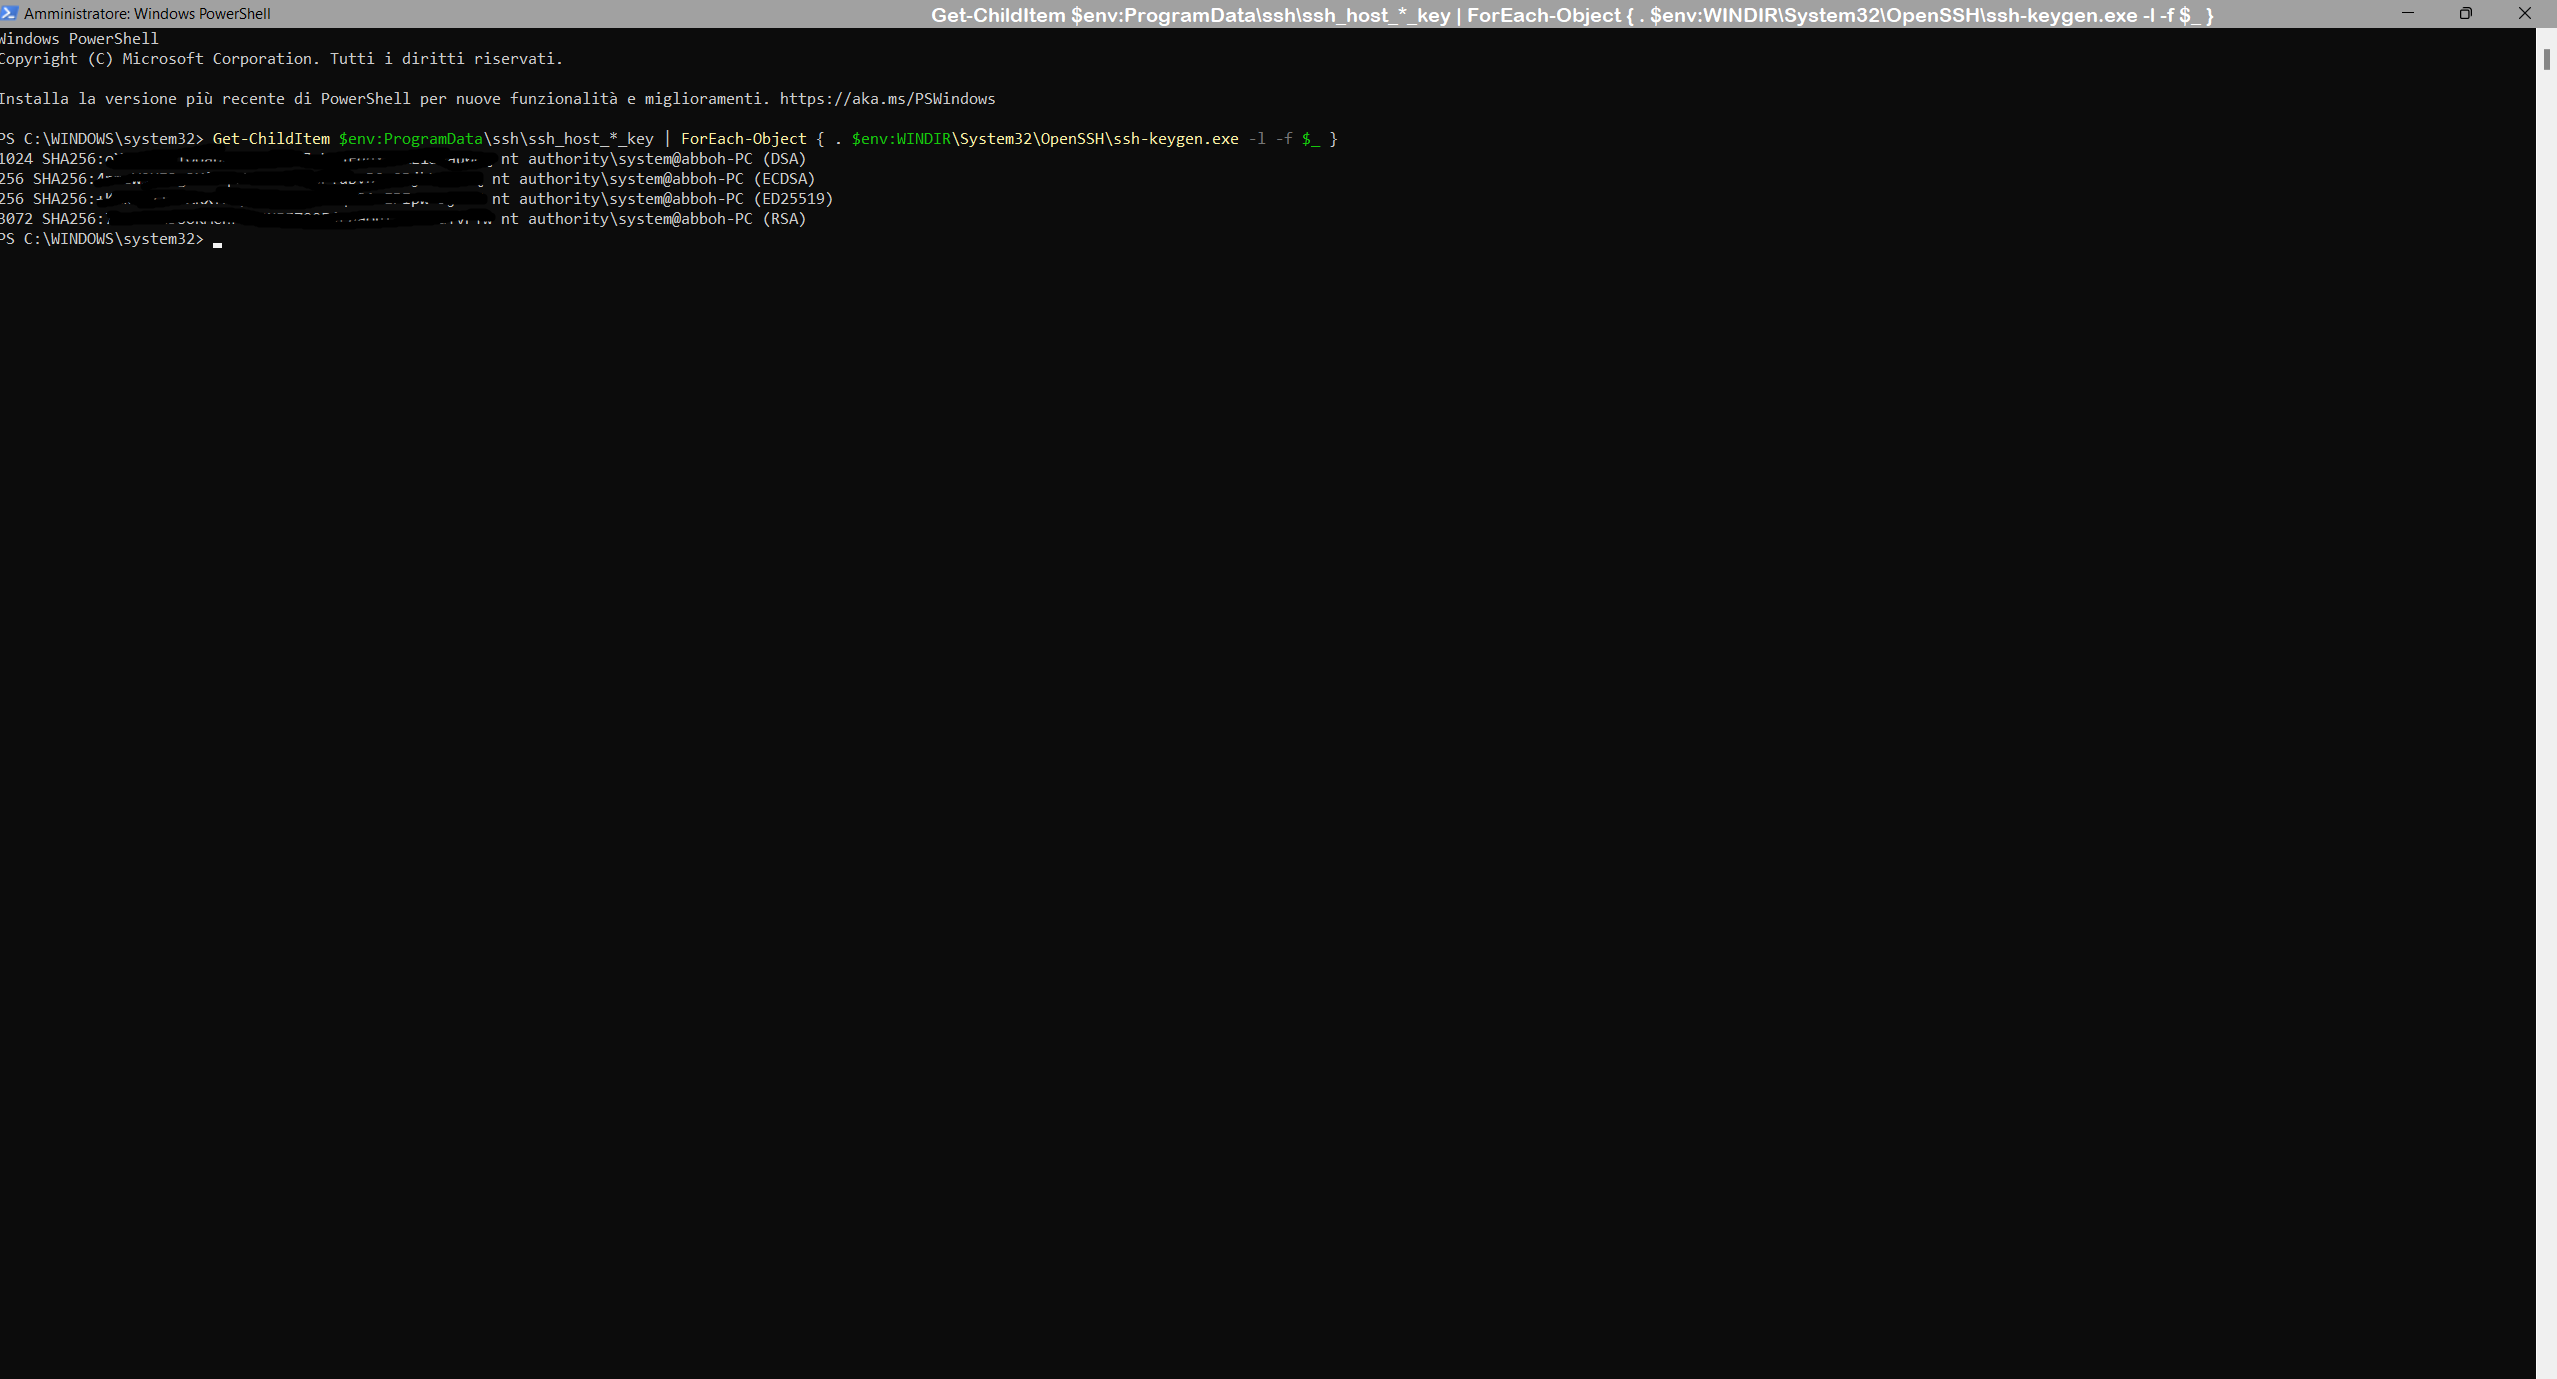 Amministratore: Windows PowerShell
Get-ChildItem $env:ProgramData\ssh\ssh_host_*_key | ForEach-Object { . $env:WINDIR\System32\OpenSSH\ssh-keygen.exe -l -f $_ }
Windows PowerShell
Copyright (C) Microsoft Corporation. Tutti i diritti riservati.
Installa la versione più recente di PowerShell per nuove funzionalità e miglioramenti. https://aka.ms/PSWindows
PS C:\WINDOWS\system32> Get-ChildItem $env:ProgramData\ssh\ssh_host_*_key | ForEach-Object { . $env:WINDIR\System32\OpenSSH\ssh-keygen.exe -l -f $_ }
1024 SHA256: nt authority\system@abboh-PC (DSA)
256 SHA256: nt authority\system@abboh-PC (ECDSA)
256 SHA256: nt authority\system@abboh-PC (ED25519)
3072 SHA256: nt authority\system@abboh-PC (RSA)
PS C:\WINDOWS\system32>